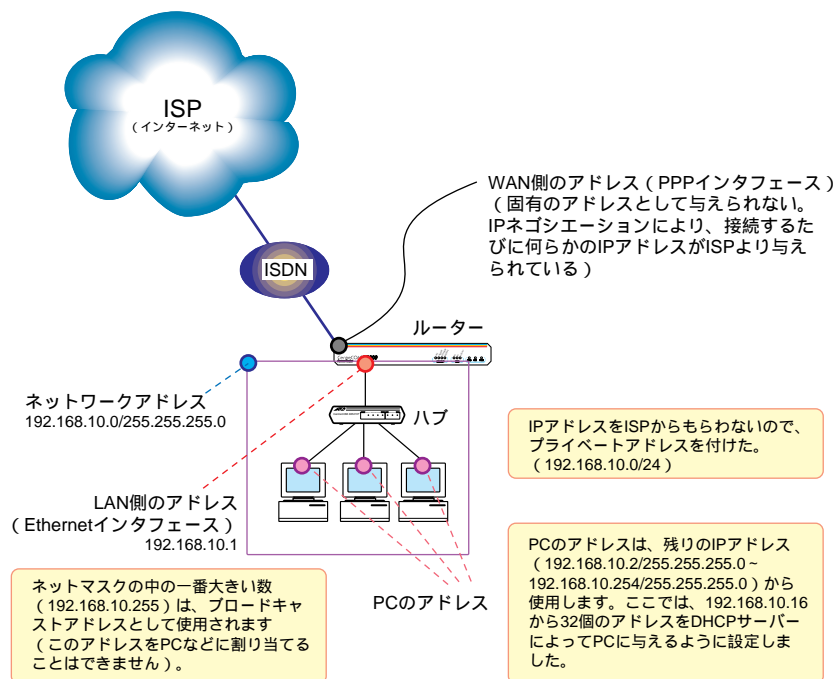 ISP
(インターネット)
WAN側のアドレス(PPPインタフェース)
(固有のアドレスとして与えられない。
IPネゴシエーションにより、接続するた
びに何らかのIPアドレスがISPより与え
られている)
ISDN
ルーター
ネットワークアドレス
192.168.10.0/255.255.255.0
ハブ
IPアドレスをISPからもらわないので、
プライベートアドレスを付けた。
(192.168.10.0/24)
LAN側のアドレス
(Ethernetインタフェース)
192.168.10.1
PCのアドレス
PCのアドレスは、残りのIPアドレス
(192.168.10.2/255.255.255.0~
192.168.10.254/255.255.255.0)から
使用します。ここでは、192.168.10.16
から32個のアドレスをDHCPサーバー
によってPCに与えるように設定しま
した。
ネットマスクの中の一番大きい数
(192.168.10.255)は、ブロードキャ
ストアドレスとして使用されます
(このアドレスをPCなどに割り当てる
ことはできません)。